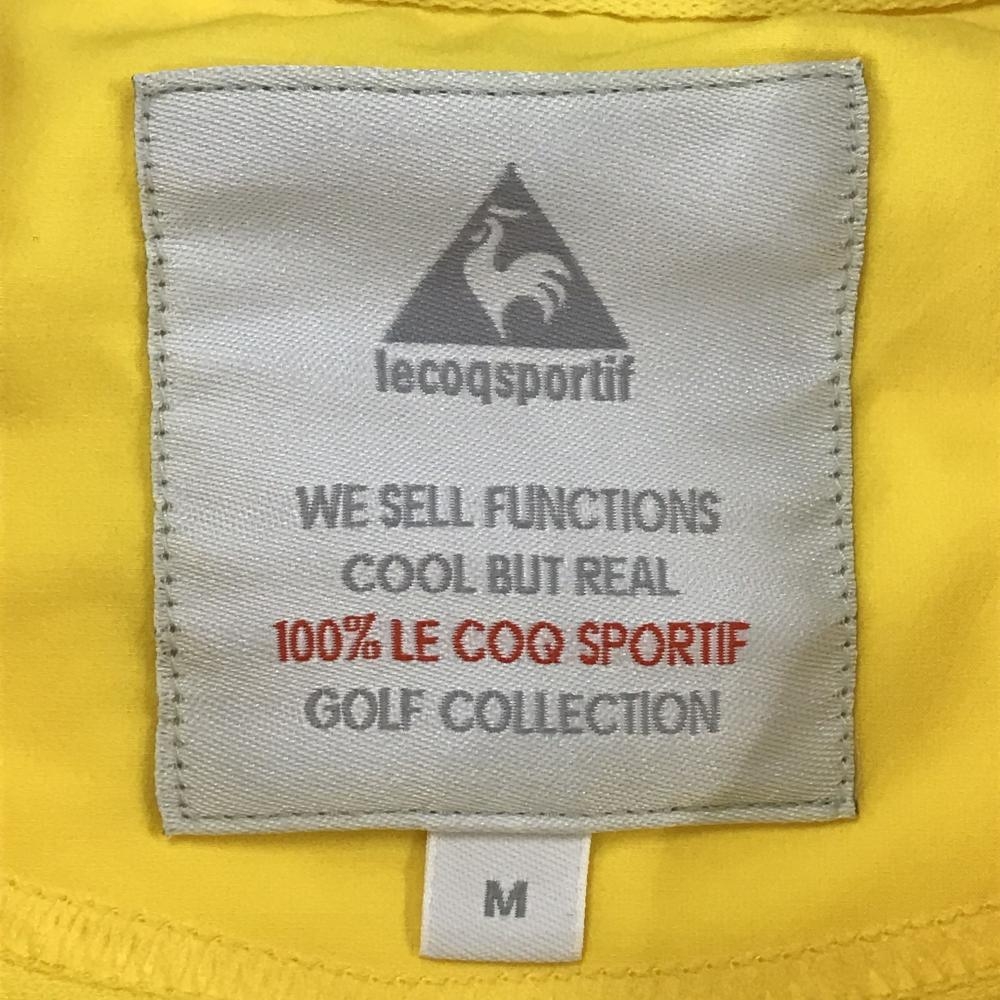 lecoqsportif
WE SELL FUNCTIONS
COOL BUT REAL
100% LE COQ SPORTIF
GOLF COLLECTION
M